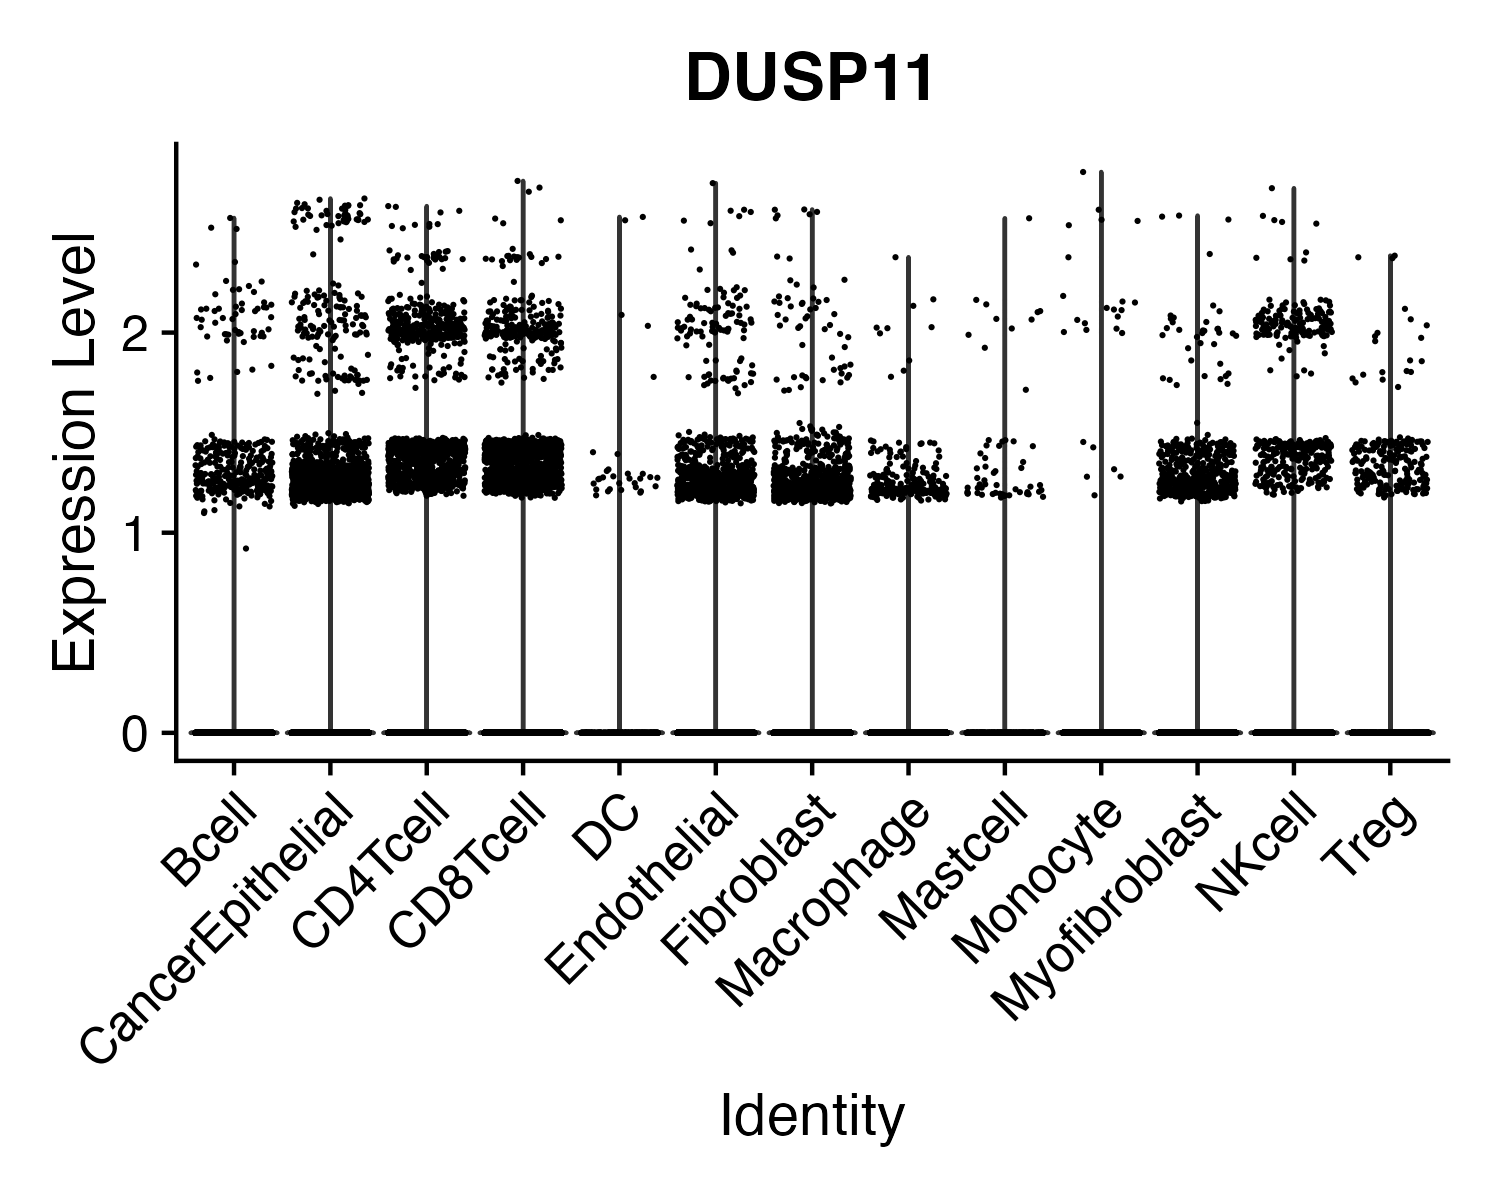 DUSP11
Expression Level
2
1
0
Bcell
CancerEpithelial
CD4Tcell
CD8Tcell
DC
Endothelial
Fibroblast
Macrophage
Mastcell
Monocyte
Myofibroblast
NKcell
Treg
Identity